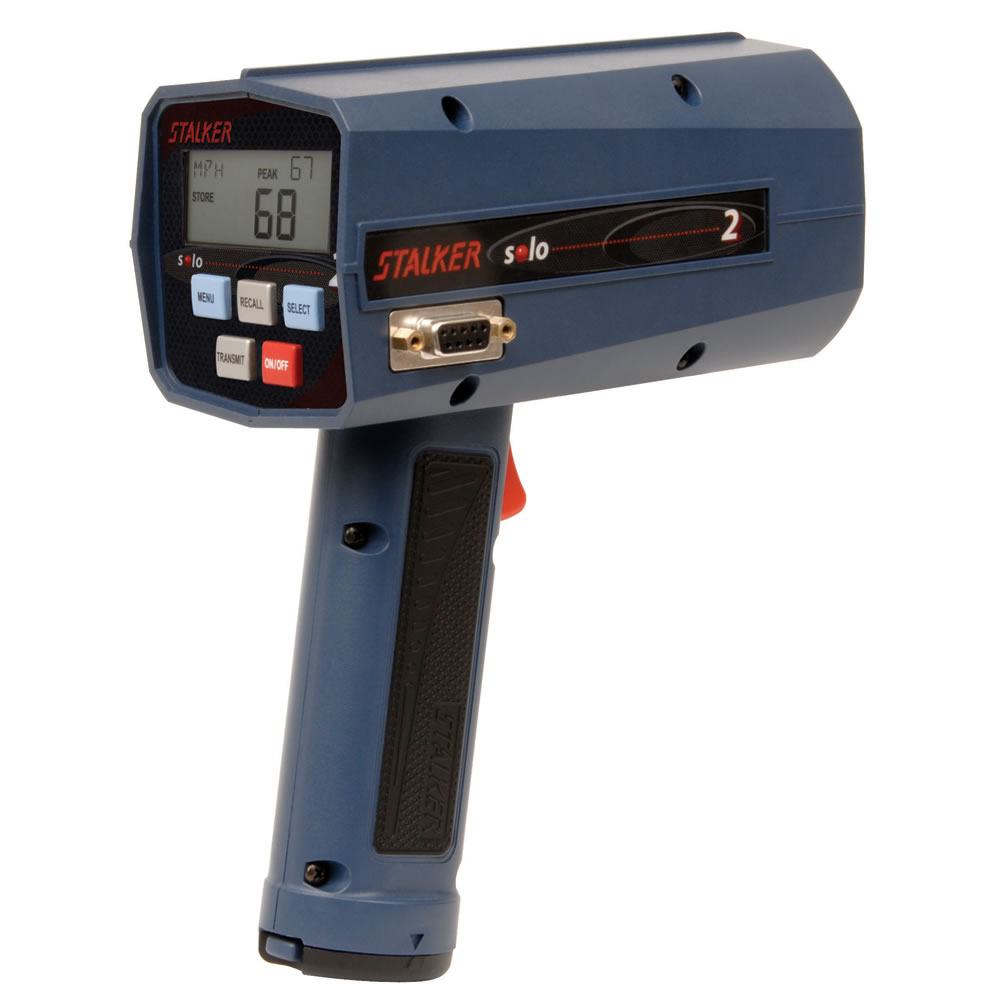 STALKER
MPH PEAK 67
STORE 68
solo
MENU RECALL SELECT
TRANSMIT ON/OFF
STALKER solo 2
STALKER